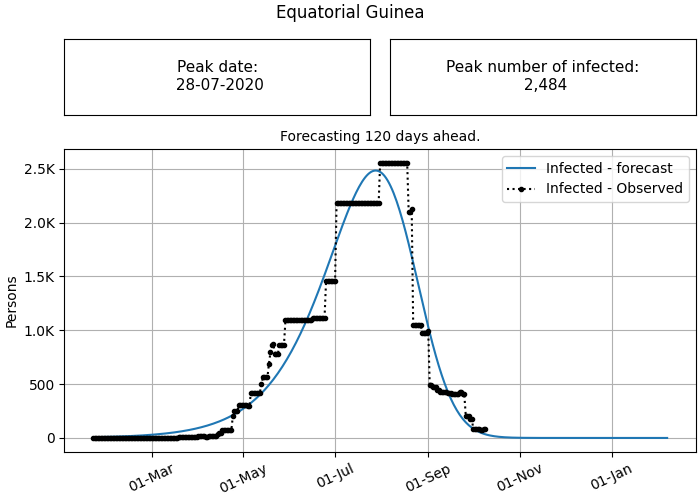 Equatorial Guinea
Peak date:
28-07-2020
Peak number of infected:
2,484
Forecasting 120 days ahead.
Infected - forecast
Infected - Observed
2.5K
2.0K
1.5K
1.0K
500
0
Persons
01-Mar
01-May
01-Jul
01-Sep
01-Nov
01-Jan